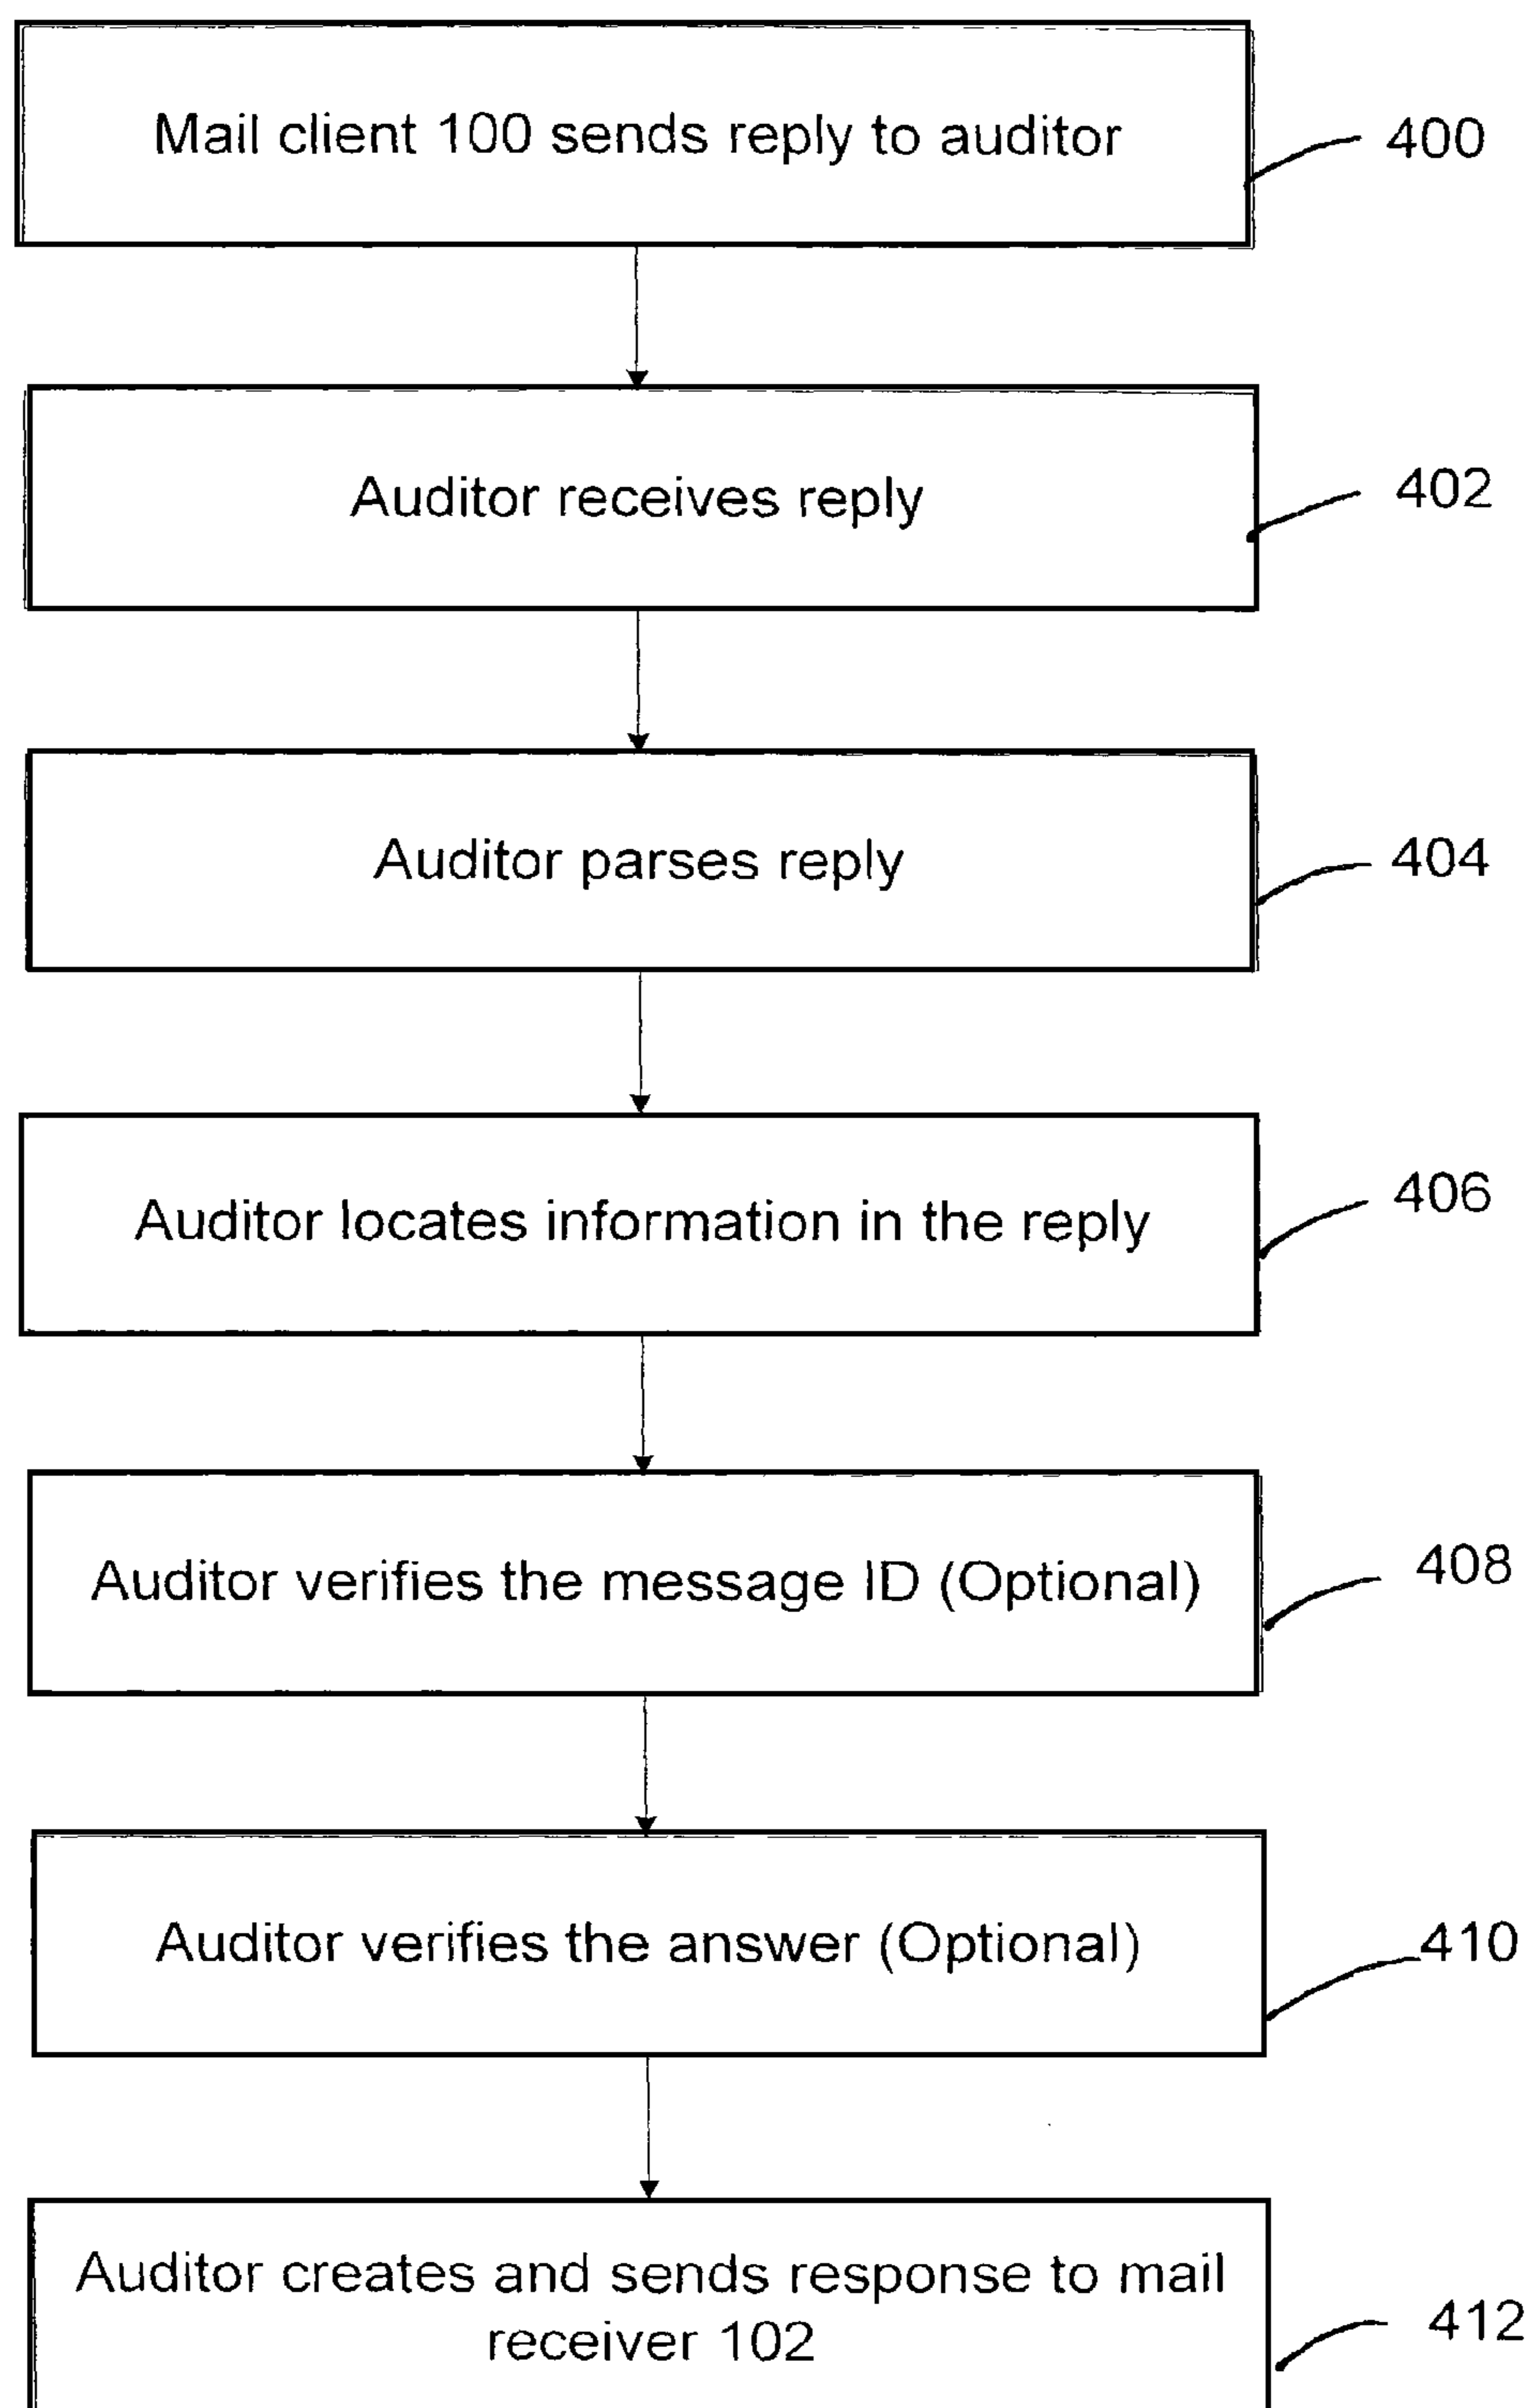 Mail client 100 sends reply to auditor
400
Auditor receives reply
402
Auditor parses reply
404
Auditor locates information in the reply
406
Auditor verifies the message ID (Optional)
408
Auditor verifies the answer (Optional)
410
Auditor creates and sends response to mail
receiver 102
412